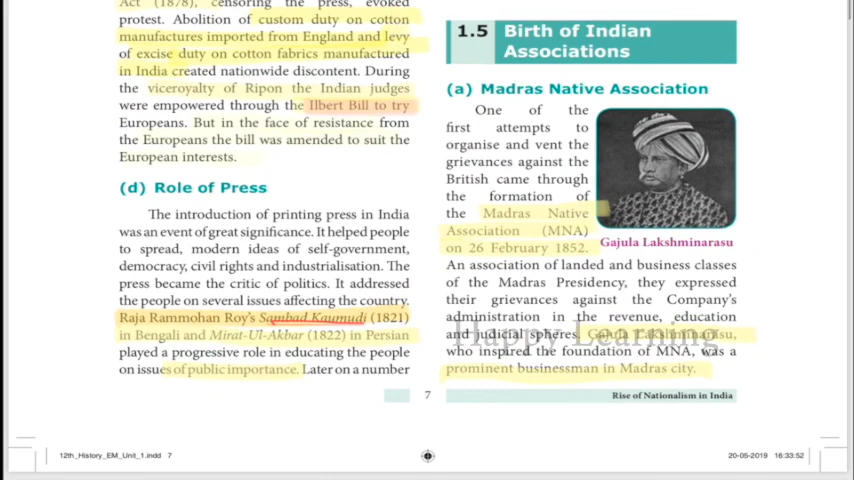 Act (1878), censoring the press, evoked
protest. Abolition of custom duty on cotton
manufactures imported from England and levy
of excise duty on cotton fabrics manufactured
in India created nationwide discontent. During
the viceroyalty of Ripon the Indian judges
were empowered through the Ilbert Bill to try
Europeans. But in the face of resistance from
the Europeans the bill was amended to suit the
European interests.
(d) Role of Press
The introduction of printing press in India
was an event of great significance. It helped people
to spread, modern ideas of self-government,
democracy, civil rights and industrialisation. The
press became the critic of politics. It addressed
the people on several issues affecting the country.
Raja Rammohan Roy's Sambad Kaumudi (1821)
in Bengali and Mirat-Ul-Akbar (1822) in Persian
played a progressive role in educating the people
on issues of public importance. Later on a number
1.5 Birth of Indian
Associations
(a) Madras Native Association
One of the
first attempts to
organise and vent the
grievances against the
British came through
the formation of
the Madras Native
Association (MNA)
on 26 February 1852.
Gajula Lakshminarasu
An association of landed and business classes
of the Madras Presidency, they expressed
their grievances against the Company's
administration in the revenue, education
and judicial spheres. Gajula Lakshminarasu,
who inspired the foundation of MNA, was a
prominent businessman in Madras city.
Happy Learning
7
Rise of Nationalism in India
12th_History_EM_Unit_1.indd 7
20-05-2019 16:33:52